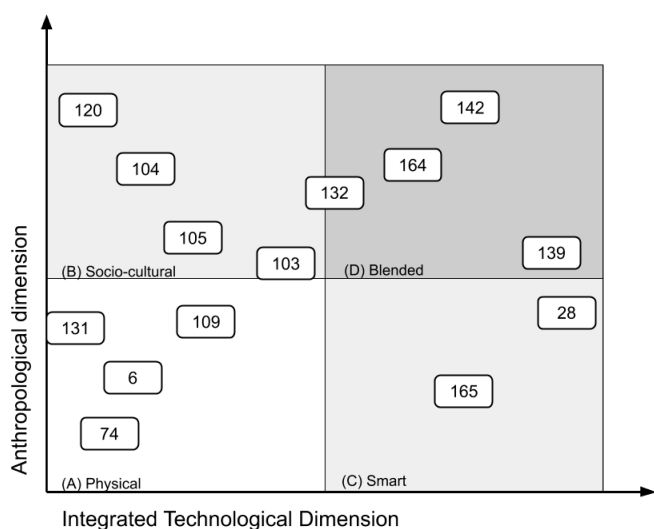 142
120
164
104
132
105
139
103
(B) Socio-cultural
(D) Blended
28
109
131
6
165
74
(A) Physical
(C) Smart
Anthropological dimension
Integrated Technological Dimension